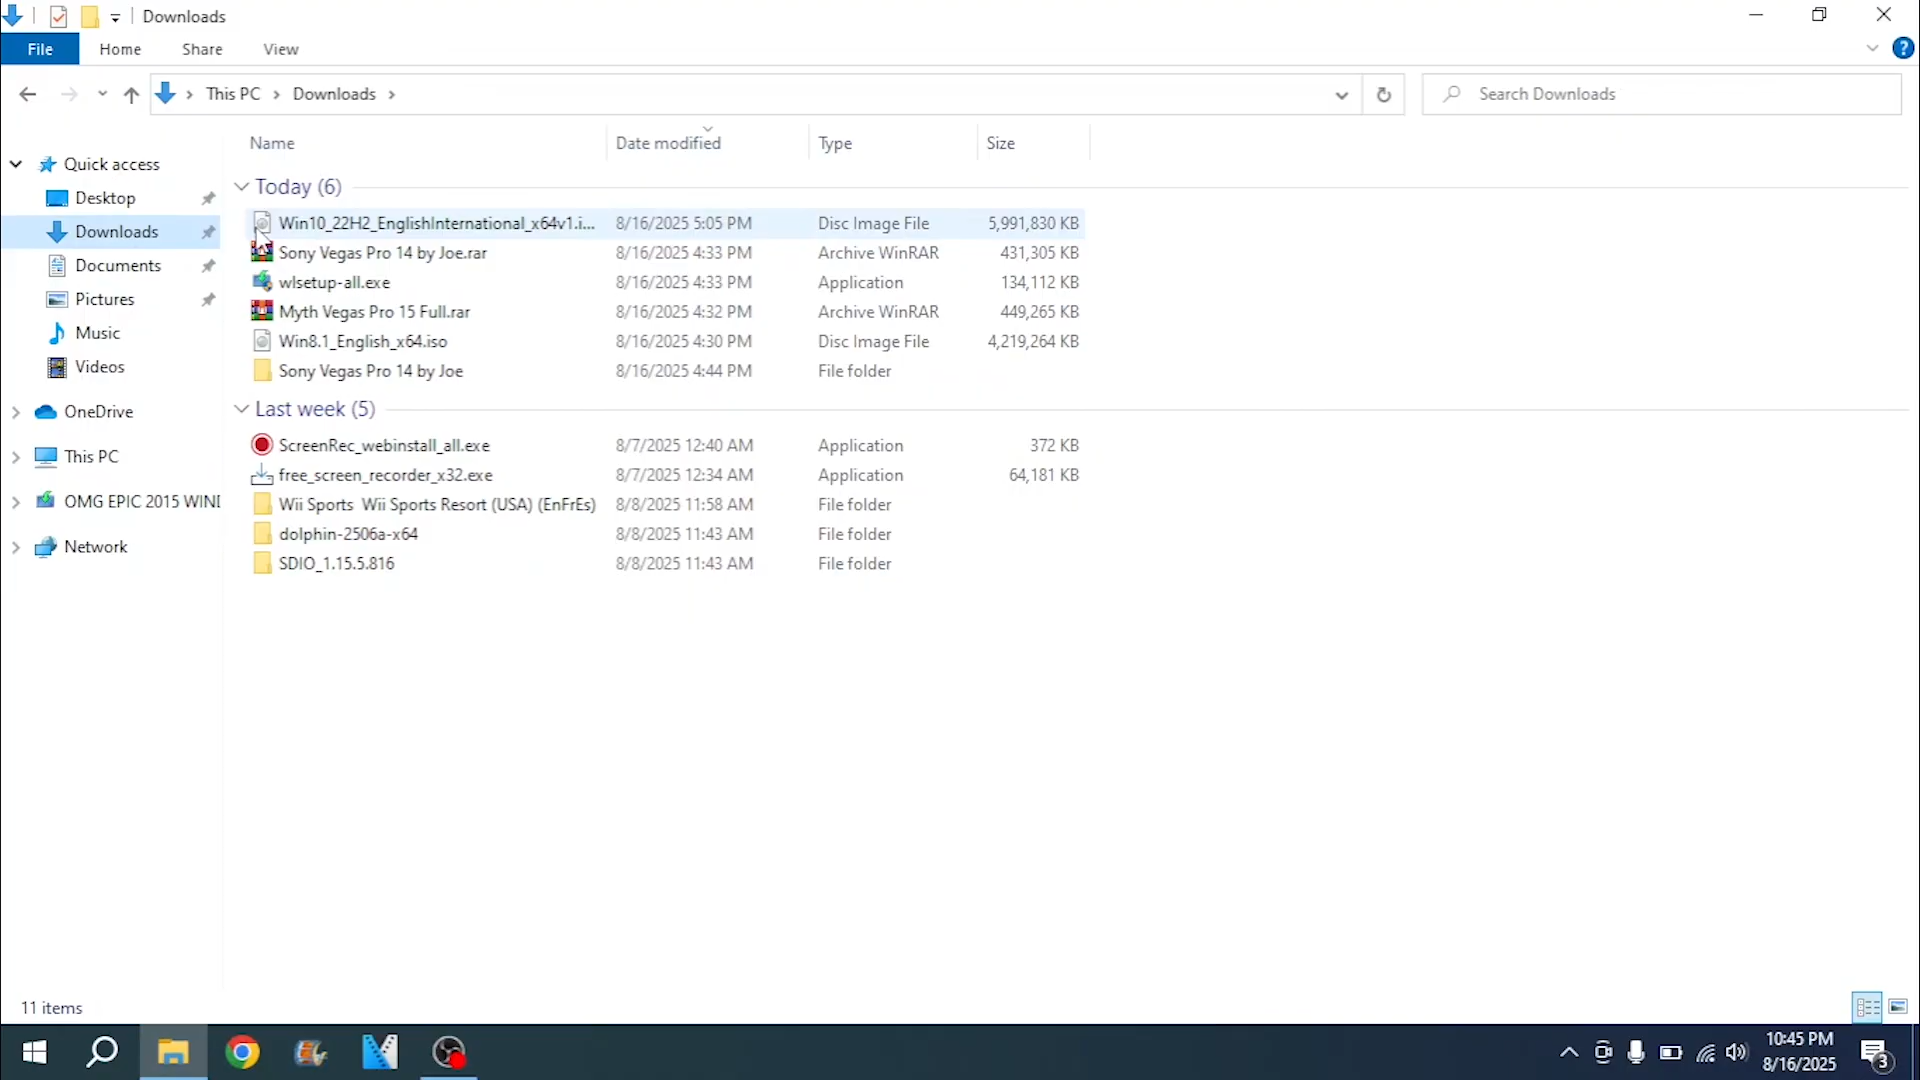 Downloads
File Home Share View
This PC > Downloads >
Search Downloads
Name Date modified Type Size
Quick access
Desktop
Downloads
Documents
Pictures
Music
Videos
OneDrive
This PC
OMG EPIC 2015 WIND
Network
Today (6)
Win10_22H2_EnglishInternational_x64v1.i... 8/16/2025 5:05 PM Disc Image File 5,991,830 KB
Sony Vegas Pro 14 by Joe.rar 8/16/2025 4:33 PM Archive WinRAR 431,305 KB
wlsetup-all.exe 8/16/2025 4:33 PM Application 134,112 KB
Myth Vegas Pro 15 Full.rar 8/16/2025 4:32 PM Archive WinRAR 449,265 KB
Win8.1_English_x64.iso 8/16/2025 4:30 PM Disc Image File 4,219,264 KB
Sony Vegas Pro 14 by Joe 8/16/2025 4:44 PM File folder
Last week (5)
ScreenRec_webinstall_all.exe 8/7/2025 12:40 AM Application 372 KB
free_screen_recorder_x32.exe 8/7/2025 12:34 AM Application 64,181 KB
Wii Sports Wii Sports Resort (USA) (EnFrEs) 8/8/2025 11:58 AM File folder
dolphin-2506a-x64 8/8/2025 11:43 AM File folder
SDIO_1.15.5.816 8/8/2025 11:43 AM File folder
11 items
10:45 PM
8/16/2025
3